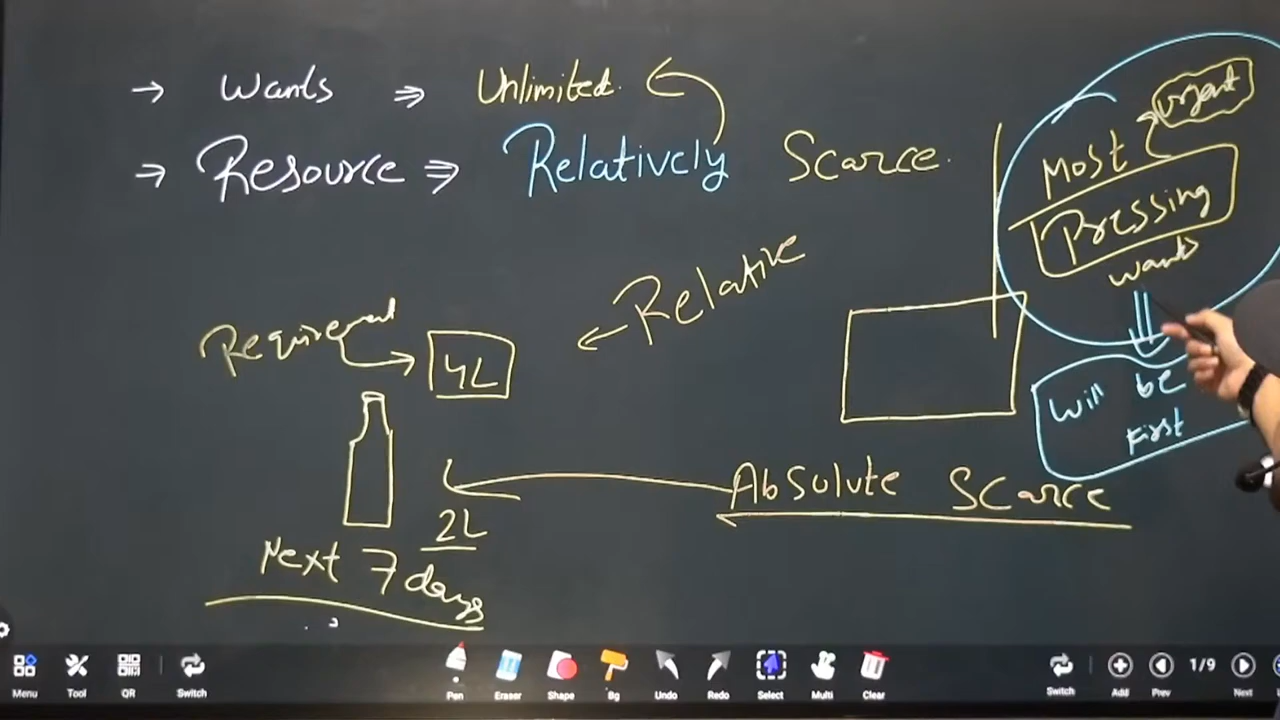 → Wants ⇒ Unlimited.
→ Resource ⇒ Relatively Scarce.
urgent
Most
Pressing
wants
Will be
First
Relative
Requirement
4L
Absolute Scarce
2L
Next 7 days
Menu Tool QR Switch Pen Eraser Shape Bg Undo Redo Select Multi Clear Switch Add Prev 1/9 Next